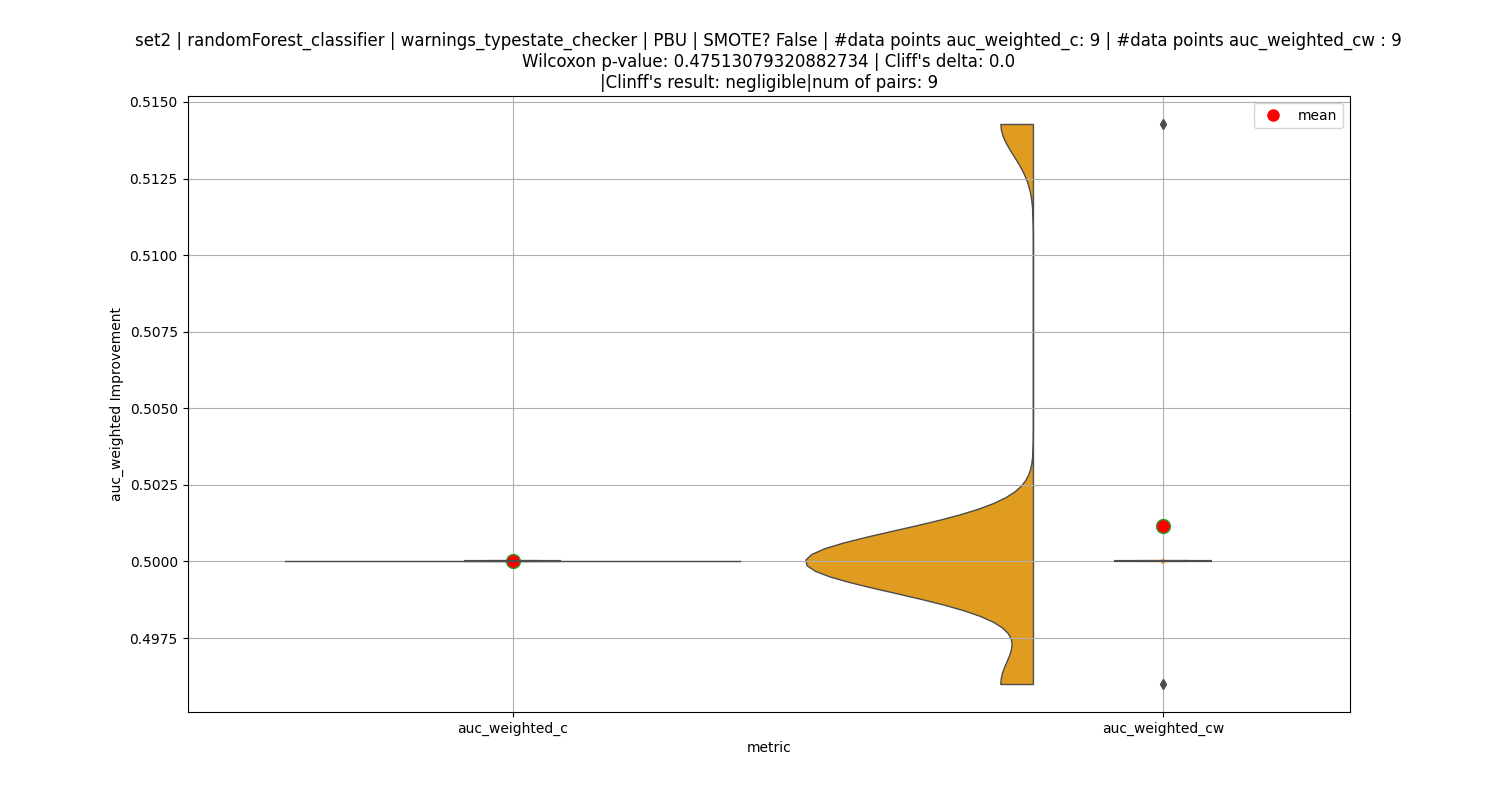 set2 | randomForest_classifier | warnings_typestate_checker | PBU | SMOTE? False | #data points auc_weighted_c: 9 | #data points auc_weighted_cw : 9
Wilcoxon p-value: 0.47513079320882734 | Cliff's delta: 0.0
|Clinff's result: negligible|num of pairs: 9
mean
auc_weighted Improvement
0.5150
0.5125
0.5100
0.5075
0.5050
0.5025
0.5000
0.4975
auc_weighted_c
auc_weighted_cw
metric